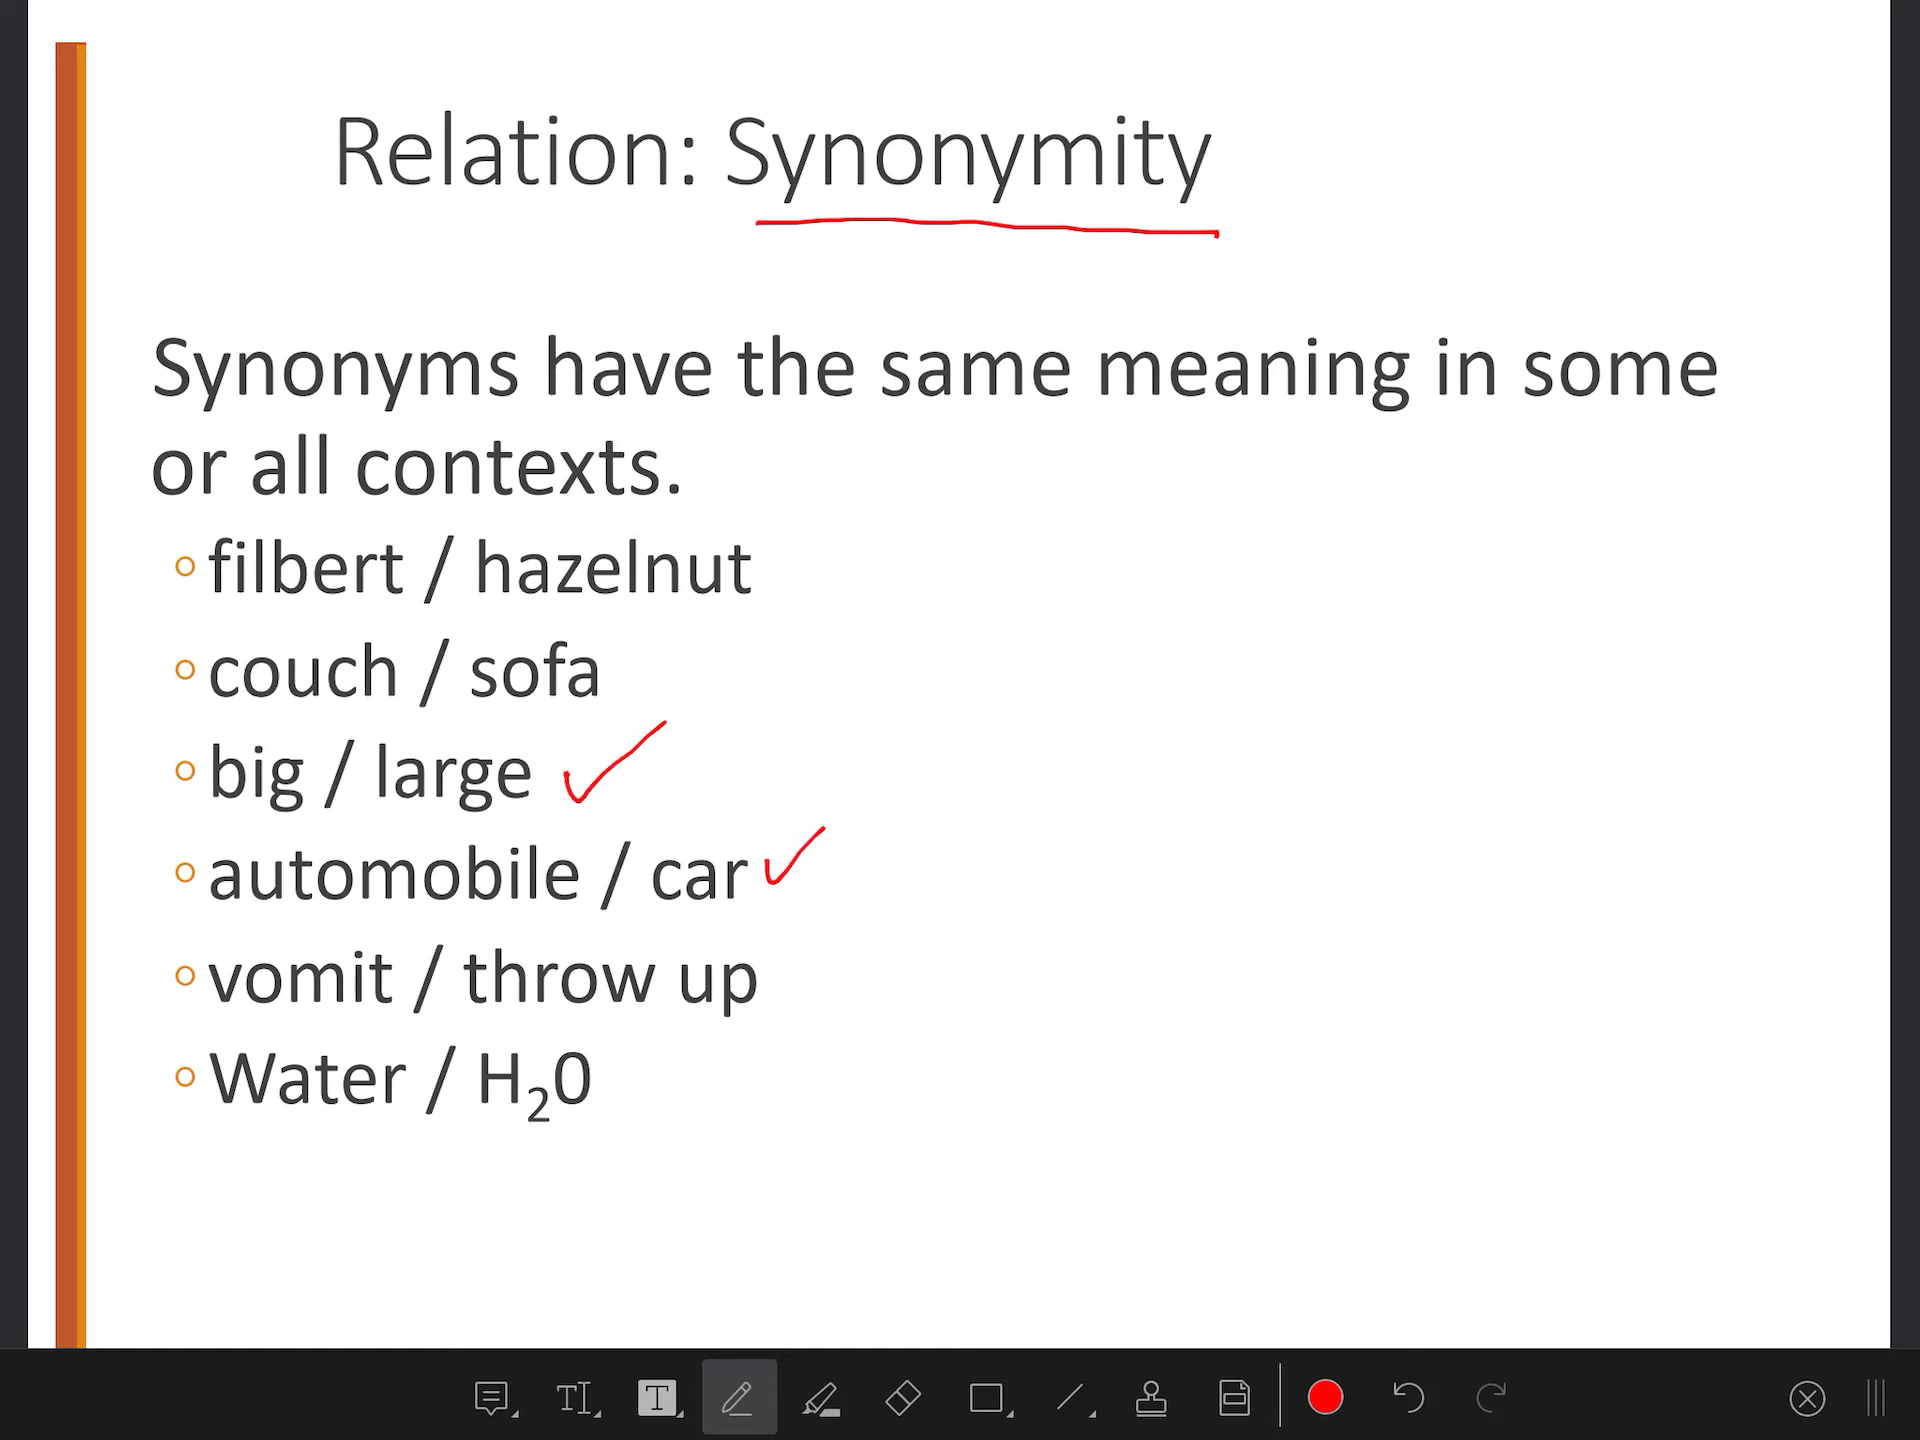 Relation: Synonymity
Synonyms have the same meaning in some
or all contexts.
◦ filbert / hazelnut
◦ couch / sofa
◦ big / large
◦ automobile / car
◦ vomit / throw up
◦ Water / H₂0